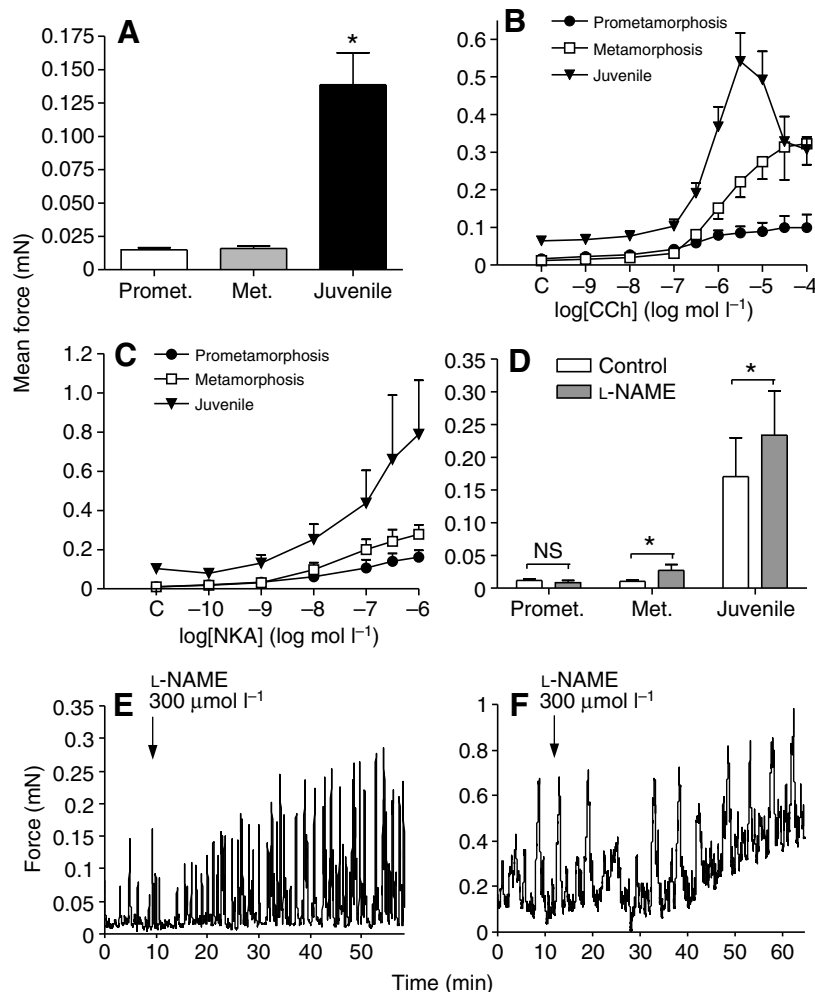 Mean force (mN)
A
0.175
0.150
0.125
0.100
0.075
0.050
0.025
0
*
Promet. Met. Juvenile
B
Prometamorphosis
Metamorphosis
Juvenile
0.6
0.5
0.4
0.3
0.2
0.1
0
C –9 –8 –7 –6 –5 –4
log[CCh] (log mol l⁻¹)
C
Prometamorphosis
Metamorphosis
Juvenile
1.2
1.0
0.8
0.6
0.4
0.2
0
C –10 –9 –8 –7 –6
log[NKA] (log mol l⁻¹)
D
Control
L-NAME
0.35
0.30
0.25
0.20
0.15
0.10
0.05
0
NS
*
*
Promet. Met. Juvenile
E
L-NAME
300 μmol l⁻¹
0.35
0.3
0.25
0.2
0.15
0.1
0.05
0
Force (mN)
0 10 20 30 40 50
F
L-NAME
300 μmol l⁻¹
1
0.8
0.6
0.4
0.2
0
0 10 20 30 40 50 60
Time (min)